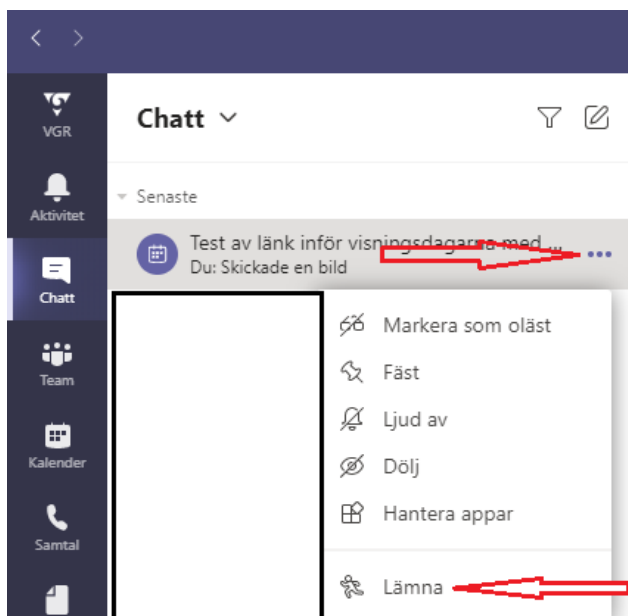 VGR
Chatt
Aktivitet
Senaste
Test av länk inför visningsdagarna med ...
Du: Skickade en bild
Chatt
Markera som oläst
Team
Fäst
Ljud av
Kalender
Dölj
Hantera appar
Samtal
Lämna